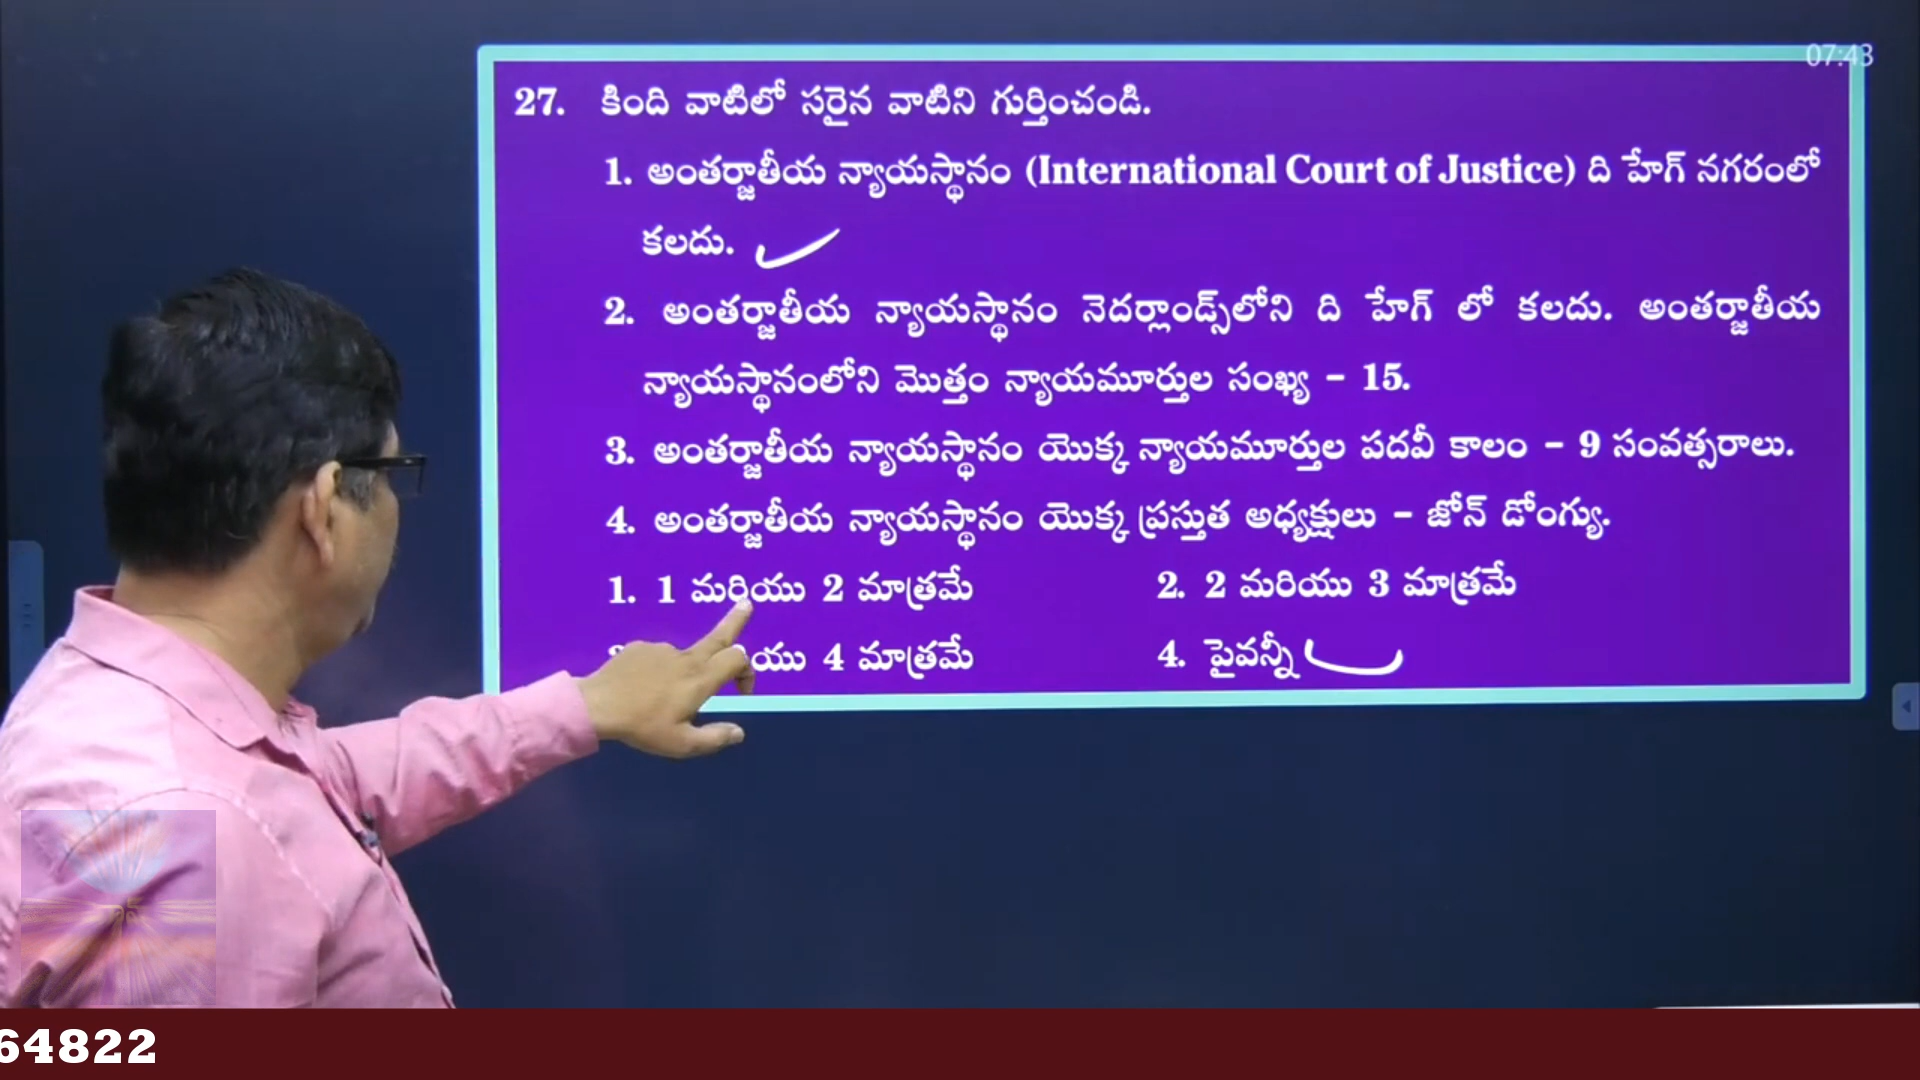 07:43
27. కింది వాటిలో సరైన వాటిని గుర్తించండి.
1. అంతర్జాతీయ న్యాయస్థానం (International Court of Justice) ది హేగ్ నగరంలో
కలదు.
2. అంతర్జాతీయ న్యాయస్థానం నెదర్లాండ్స్‌లోని ది హేగ్ లో కలదు. అంతర్జాతీయ
న్యాయస్థానంలోని మొత్తం న్యాయమూర్తుల సంఖ్య – 15.
3. అంతర్జాతీయ న్యాయస్థానం యొక్క న్యాయమూర్తుల పదవీ కాలం – 9 సంవత్సరాలు.
4. అంతర్జాతీయ న్యాయస్థానం యొక్క ప్రస్తుత అధ్యక్షులు – జోన్ డోంగ్యు.
1. 1 మరియు 2 మాత్రమే 2. 2 మరియు 3 మాత్రమే
4 మాత్రమే 4. పైవన్నీ
64822